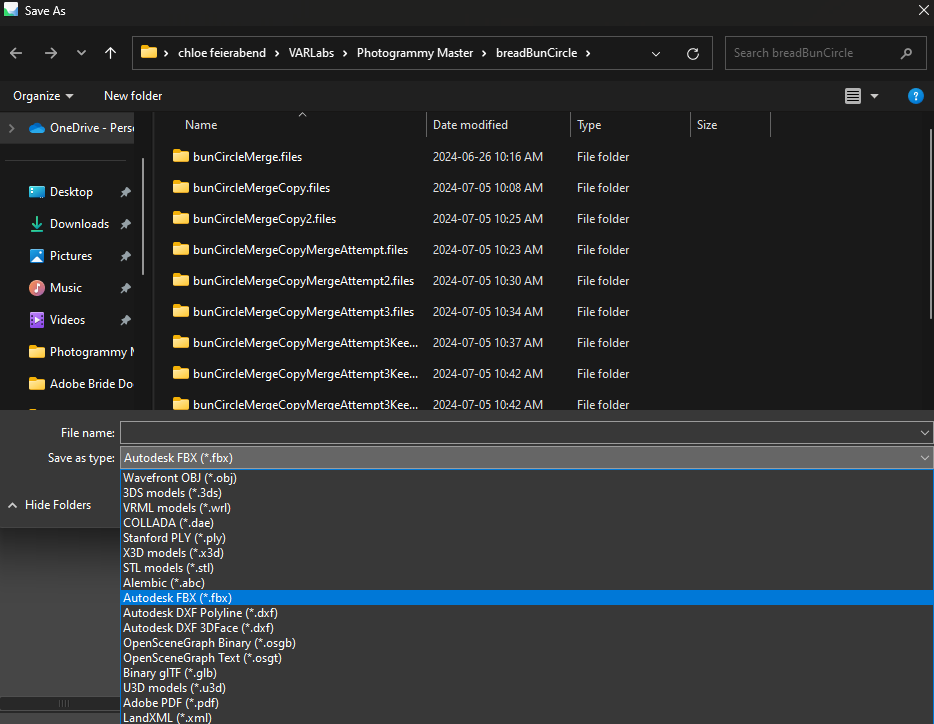 Save As
chloe feierabend > VARLabs > Photogrammy Master > breadBunCircle >
Search breadBunCircle
Organize
New folder
?
OneDrive - Perso
Name
Date modified
Type
Size
bunCircleMerge.files 2024-06-26 10:16 AM File folder
Desktop
bunCircleMergeCopy.files 2024-07-05 10:08 AM File folder
Downloads
bunCircleMergeCopy2.files 2024-07-05 10:25 AM File folder
Pictures
bunCircleMergeCopyMergeAttempt.files 2024-07-05 10:23 AM File folder
Music
bunCircleMergeCopyMergeAttempt2.files 2024-07-05 10:30 AM File folder
Videos
bunCircleMergeCopyMergeAttempt3.files 2024-07-05 10:34 AM File folder
Photogrammy M
bunCircleMergeCopyMergeAttempt3Kee... 2024-07-05 10:37 AM File folder
Adobe Bride Do
bunCircleMergeCopyMergeAttempt3Kee... 2024-07-05 10:42 AM File folder
bunCircleMergeCopyMergeAttempt3Kee... 2024-07-05 10:42 AM File folder
File name:
Save as type: Autodesk FBX (*.fbx)
Hide Folders
Wavefront OBJ (*.obj)
3DS models (*.3ds)
VRML models (*.wrl)
COLLADA (*.dae)
Stanford PLY (*.ply)
X3D models (*.x3d)
STL models (*.stl)
Alembic (*.abc)
Autodesk FBX (*.fbx)
Autodesk DXF Polyline (*.dxf)
Autodesk DXF 3DFace (*.dxf)
OpenSceneGraph Binary (*.osgb)
OpenSceneGraph Text (*.osgt)
Binary glTF (*.glb)
U3D models (*.u3d)
Adobe PDF (*.pdf)
LandXML (*.xml)